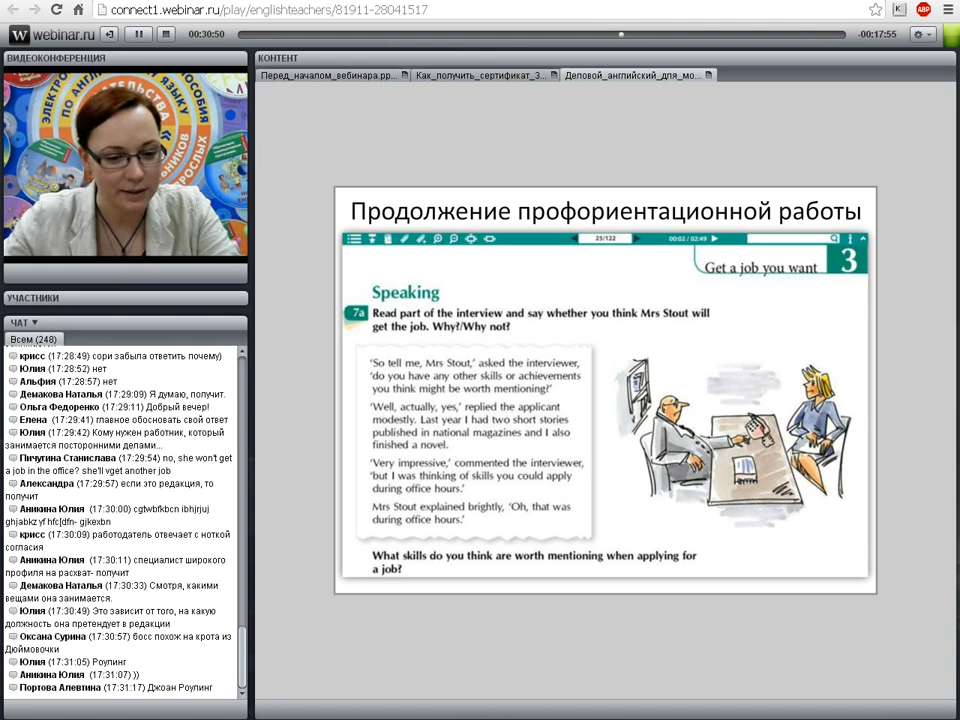 connect1.webinar.ru/play/englishteachers/81911-28041517
webinar.ru
00:30:50
-00:17:55
ВИДЕОКОНФЕРЕНЦИЯ
УЧАСТНИКИ
ЧАТ
Всем (248)
крисс (17:28:49) сори забыла ответить почему)
Юлия (17:28:52) нет
Альфия (17:28:57) нет
Демакова Наталья (17:29:09) Я думаю, получит.
Ольга Федоренко (17:29:11) Добрый вечер!
Елена (17:29:41) главное обосновать свой ответ
Юлия (17:29:42) Кому нужен работник, который
занимается посторонними делами...
Пичугина Станислава (17:29:54) no, she won't get
a job in the office? she'll vget another job
Александра (17:29:57) если это редакция, то
получит
Аникина Юлия (17:30:00) cgtwbfkbcn ibhjrjuj
ghjabkz yf hfc[dfn- gjkexbn
крисс (17:30:09) работодатель отвечает с ноткой
согласия
Аникина Юлия (17:30:11) специалист широкого
профиля на расхват- получит
Демакова Наталья (17:30:33) Смотря, какими
вещами она занимается.
Юлия (17:30:49) Это зависит от того, на какую
должность она претендует в редакции
Оксана Сурина (17:30:57) босс похож на крота из
Дюймовочки
Юлия (17:31:05) Роулинг
Аникина Юлия (17:31:07) ))
Портова Алевтина (17:31:17) Джоан Роулинг
КОНТЕНТ
Перед_началом_вебинара.pp...
Как_получить_сертификат_3...
Деловой_английский_для_мо...
Продолжение профориентационной работы
25/122
00:02 / 02:49
Get a job you want
3
Speaking
7a Read part of the interview and say whether you think Mrs Stout will
get the job. Why?/Why not?
'So tell me, Mrs Stout,' asked the interviewer,
'do you have any other skills or achievements
you think might be worth mentioning?'
'Well, actually, yes,' replied the applicant
modestly. Last year I had two short stories
published in national magazines and I also
finished a novel.
'Very impressive,' commented the interviewer,
'but I was thinking of skills you could apply
during office hours.'
Mrs Stout explained brightly, 'Oh, that was
during office hours.'
What skills do you think are worth mentioning when applying for
a job?